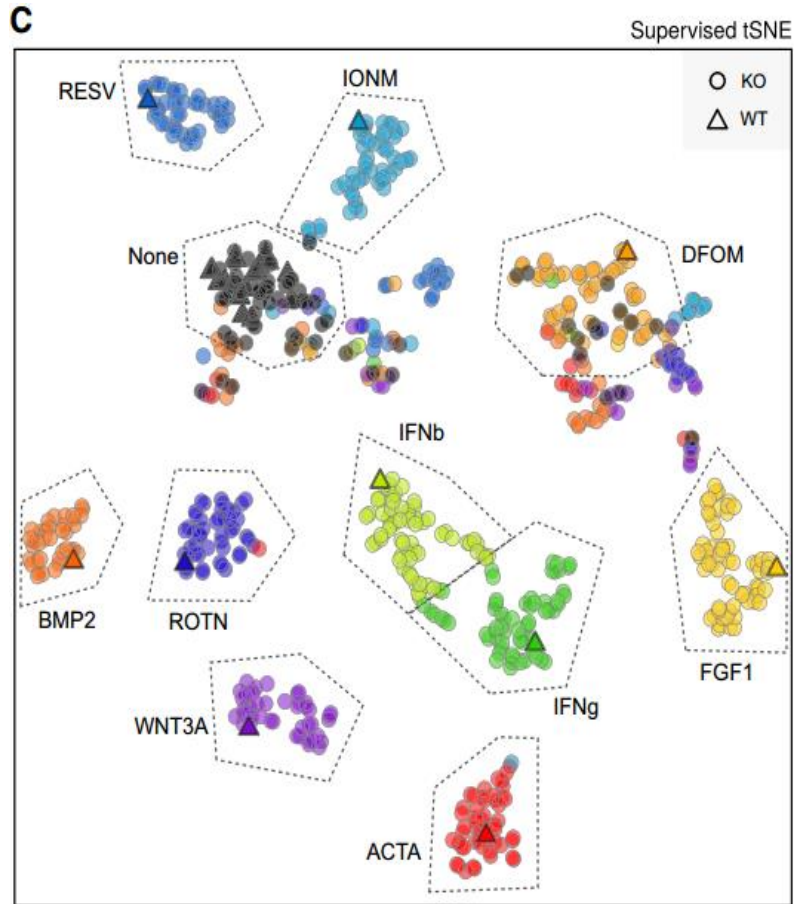 C
Supervised tSNE
KO
WT
RESV
IONM
None
DFOM
IFNb
BMP2
ROTN
FGF1
IFNg
WNT3A
ACTA